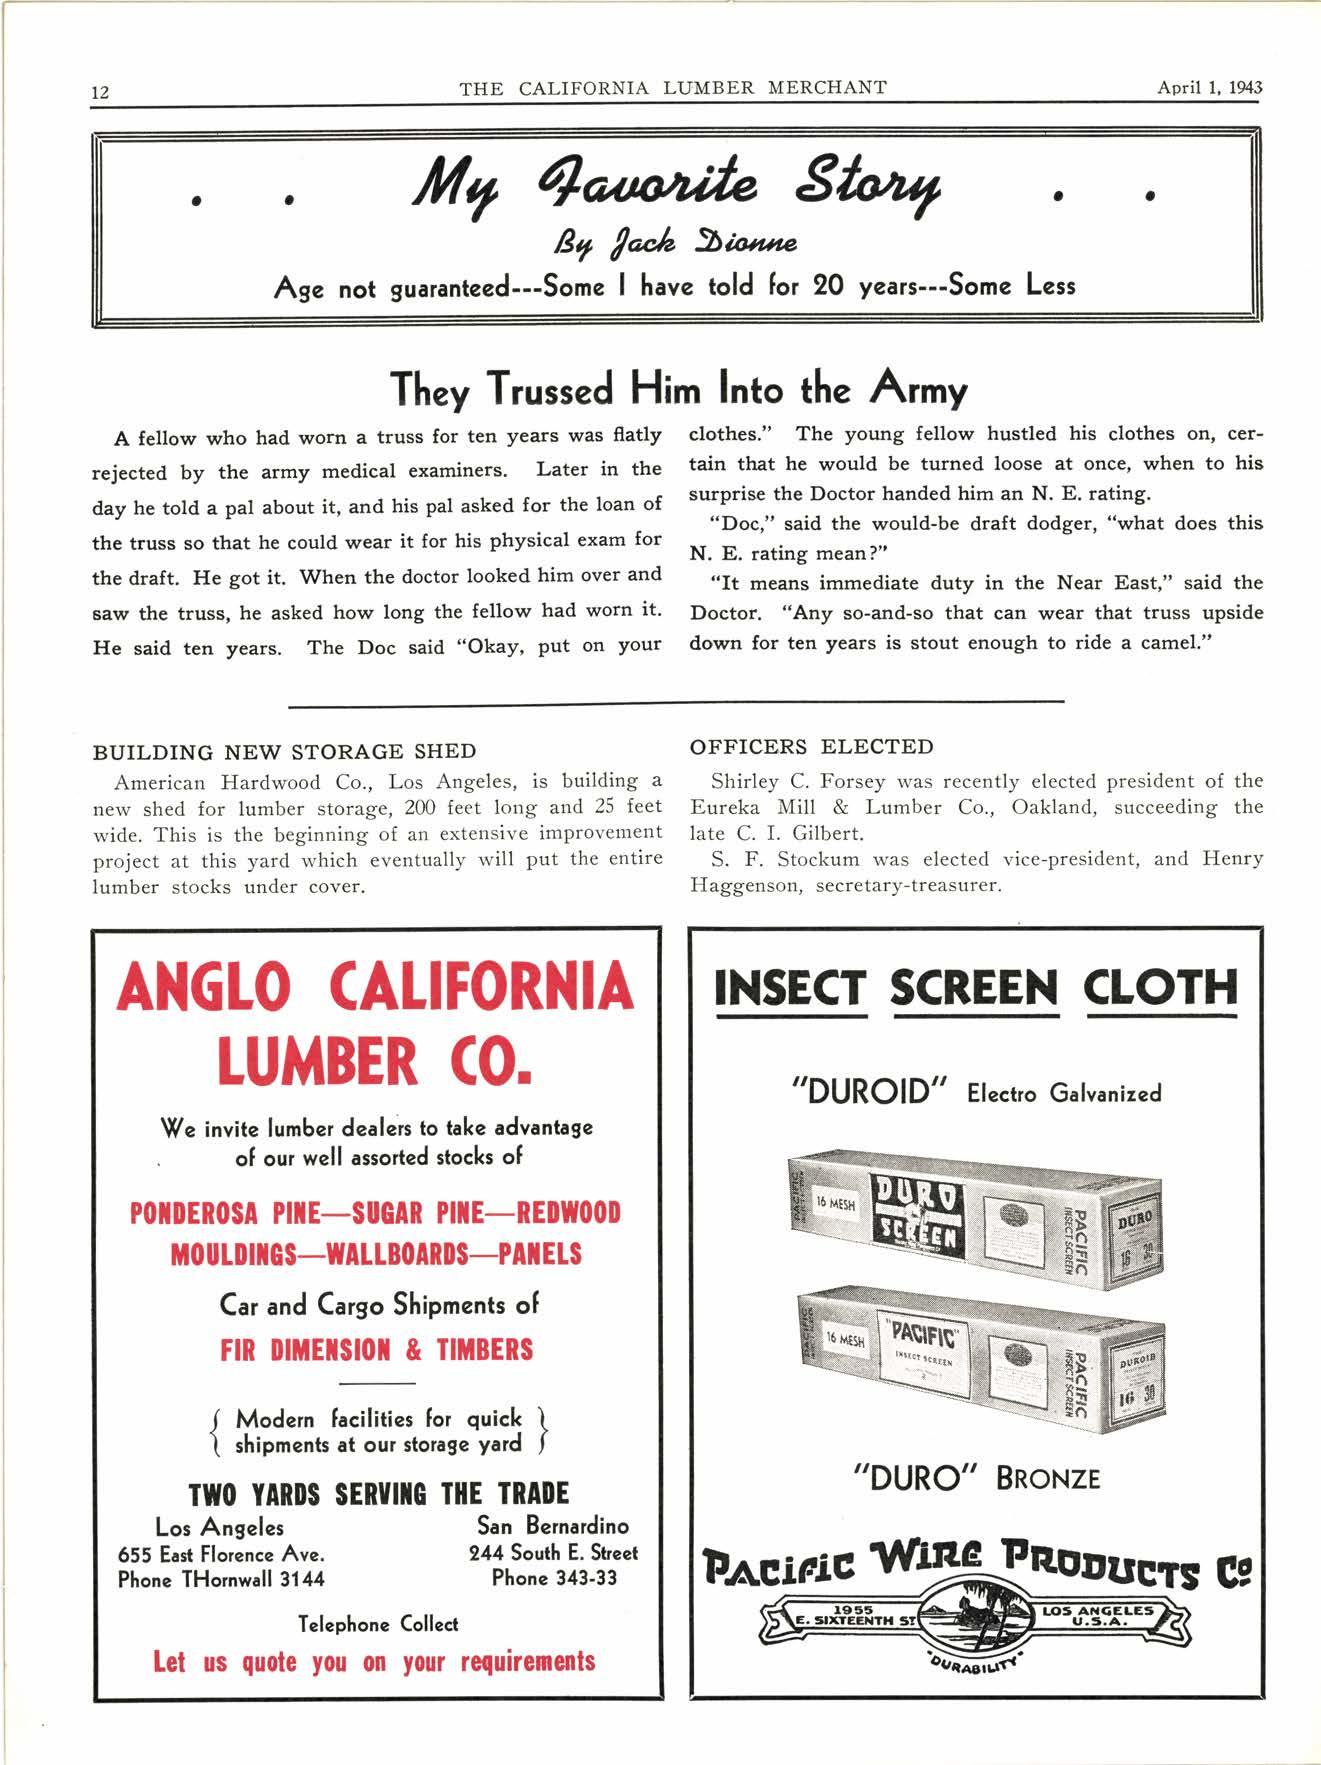 12
THE CALIFORNIA LUMBER MERCHANT
April 1, 1943
My Favorite Story
By Jack Dionne
Age not guaranteed---Some I have told for 20 years---Some Less
They Trussed Him Into the Army
A fellow who had worn a truss for ten years was flatly
rejected by the army medical examiners. Later in the
day he told a pal about it, and his pal asked for the loan of
the truss so that he could wear it for his physical exam for
the draft. He got it. When the doctor looked him over and
saw the truss, he asked how long the fellow had worn it.
He said ten years. The Doc said "Okay, put on your
clothes." The young fellow hustled his clothes on, cer-
tain that he would be turned loose at once, when to his
surprise the Doctor handed him an N. E. rating.
"Doc," said the would-be draft dodger, "what does this
N. E. rating mean?"
"It means immediate duty in the Near East," said the
Doctor. "Any so-and-so that can wear that truss upside
down for ten years is stout enough to ride a camel."
BUILDING NEW STORAGE SHED
American Hardwood Co., Los Angeles, is building a
new shed for lumber storage, 200 feet long and 25 feet
wide. This is the beginning of an extensive improvement
project at this yard which eventually will put the entire
lumber stocks under cover.
OFFICERS ELECTED
Shirley C. Forsey was recently elected president of the
Eureka Mill & Lumber Co., Oakland, succeeding the
late C. I. Gilbert.
S. F. Stockum was elected vice-president, and Henry
Haggenson, secretary-treasurer.
ANGLO CALIFORNIA
LUMBER CO.
We invite lumber dealers to take advantage
of our well assorted stocks of
PONDEROSA PINE—SUGAR PINE—REDWOOD
MOULDINGS—WALLBOARDS—PANELS
Car and Cargo Shipments of
FIR DIMENSION & TIMBERS
Modern facilities for quick
shipments at our storage yard
TWO YARDS SERVING THE TRADE
Los Angeles
655 East Florence Ave.
Phone THornwall 3144
San Bernardino
244 South E. Street
Phone 343-33
Telephone Collect
Let us quote you on your requirements
INSECT SCREEN CLOTH
"DUROID" Electro Galvanized
PACIFIC
16 MESH
DURO
SCREEN
PACIFIC
INSECT SCREEN
DURO
16 30
PACIFIC
16 MESH
"PACIFIC"
INSECT SCREEN
PACIFIC
INSECT SCREEN
DUROID
16 30
"DURO" BRONZE
PACIFIC WIRE PRODUCTS CO
1955
E. SIXTEENTH ST.
LOS ANGELES
U.S.A.
"DURABILITY"